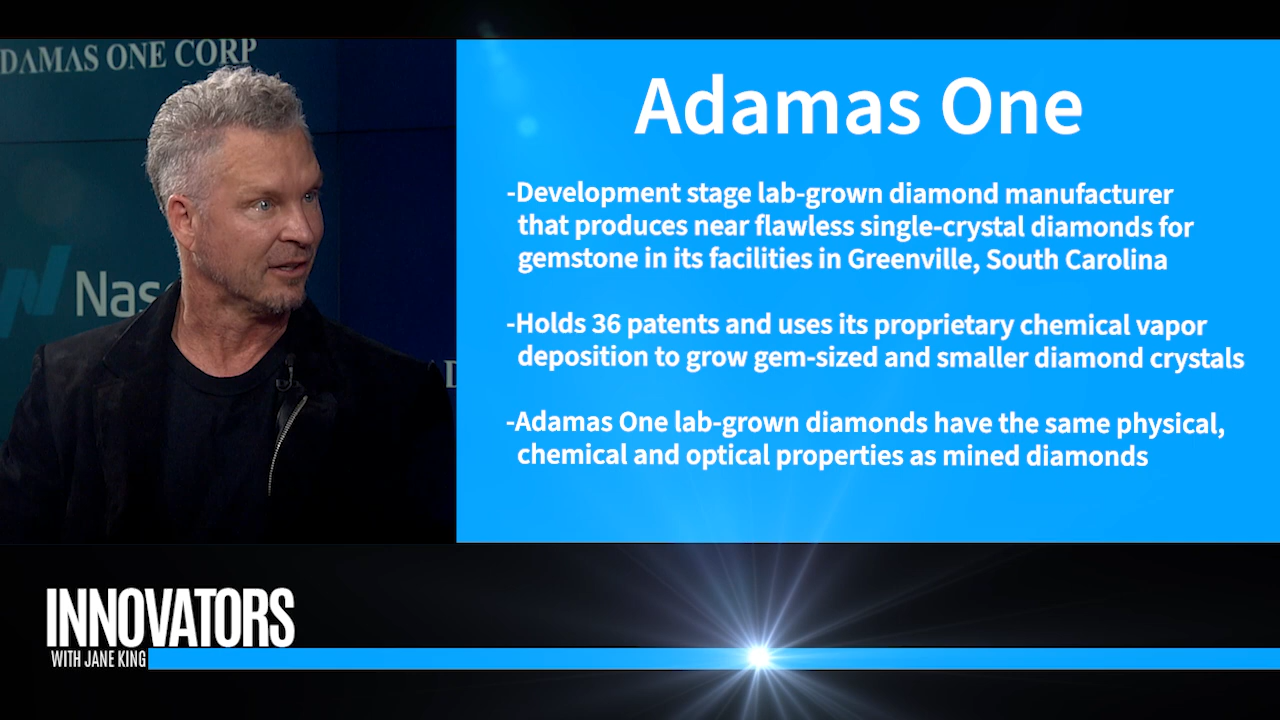 DAMAS ONE CORP
Nas
Adamas One
-Development stage lab-grown diamond manufacturer
that produces near flawless single-crystal diamonds for
gemstone in its facilities in Greenville, South Carolina
-Holds 36 patents and uses its proprietary chemical vapor
deposition to grow gem-sized and smaller diamond crystals
-Adamas One lab-grown diamonds have the same physical,
chemical and optical properties as mined diamonds
INNOVATORS
WITH JANE KING